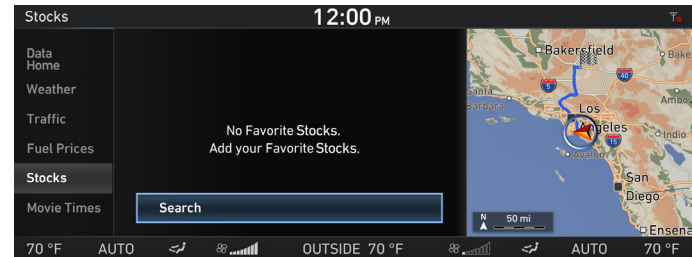 Stocks
12:00 PM
Data
Home
Weather
Traffic
Fuel Prices
Stocks
Movie Times
No Favorite Stocks.
Add your Favorite Stocks.
Search
Bakersfield
Bake
5
40
Santa
Barbara
Los
Angeles
Amboy
Indio
15
Avalon
San
Diego
Ensena
N
50 mi
70 °F
AUTO
OUTSIDE 70 °F
AUTO
70 °F